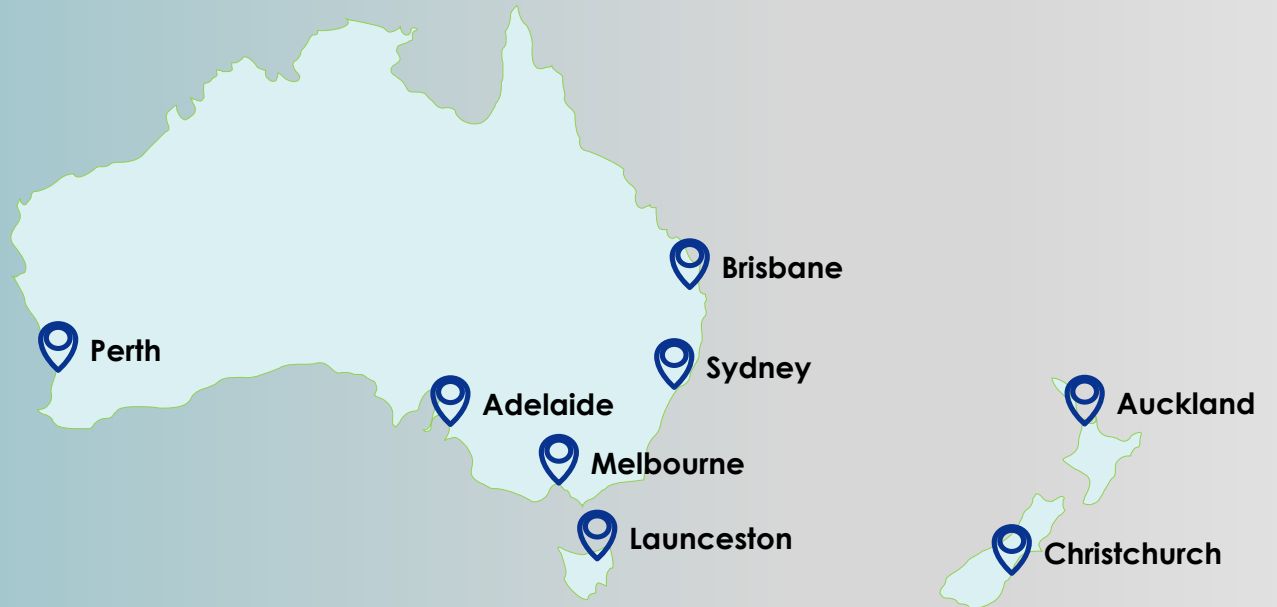 Brisbane
Perth
Sydney
Adelaide
Auckland
Melbourne
Launceston
Christchurch